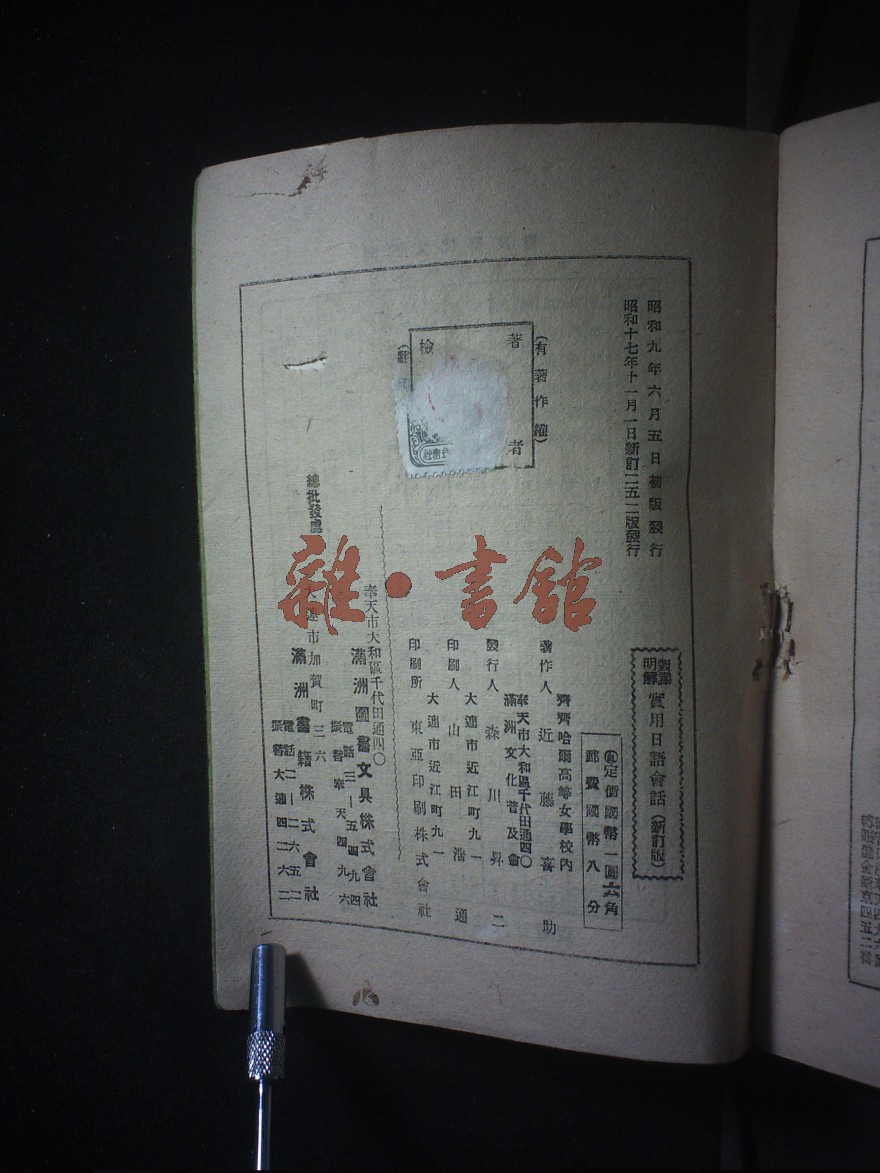 昭和九年六月五日初版發行
昭和十七年十一月一日新訂二五二版發行
對譯
明解
實用日語會話(新訂版)
定價國幣一圓六角
郵費國幣八分
(有著作權)
著者
檢
齊齊哈爾高等女學校內
著作人 近藤喜助
奉天市大和區千代田通四〇
滿洲文化普及會
發行人 森川昇二
大連市近江町九一
印刷人 山田浩通
大連市近江町九一
印刷所 東亞印刷株式會社
奉天市大和區千代田通四〇
滿洲圖書文具株式會社
電話三-五四九四
振替奉天四九六
總批發處
大連市加賀町三六
滿洲書籍株式會社
電話二-二六五二
振替大連四二六二
雜·書館